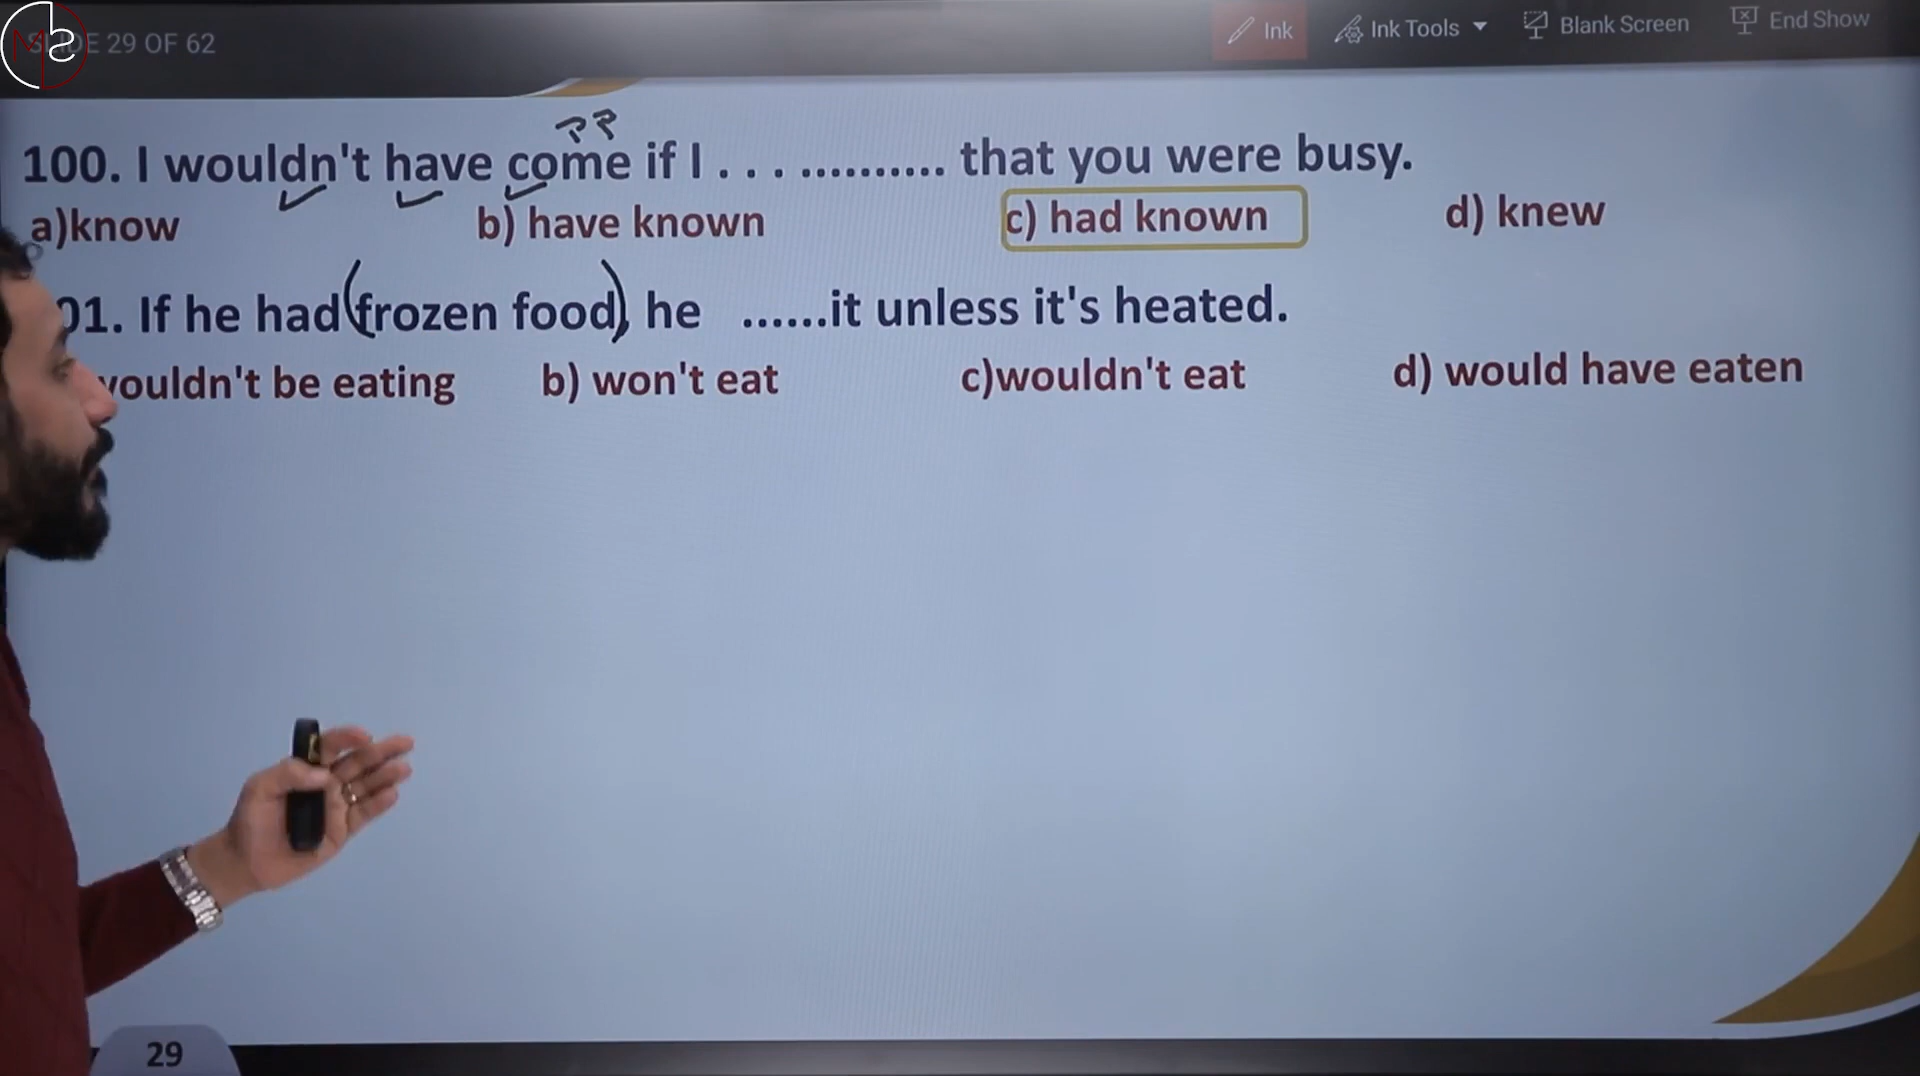 SLIDE 29 OF 62
Ink Ink Tools Blank Screen End Show
100. I wouldn't have come if I . . . .......... that you were busy.
a)know b) have known c) had known d) knew
01. If he had frozen food, he ......it unless it's heated.
wouldn't be eating b) won't eat c)wouldn't eat d) would have eaten
29